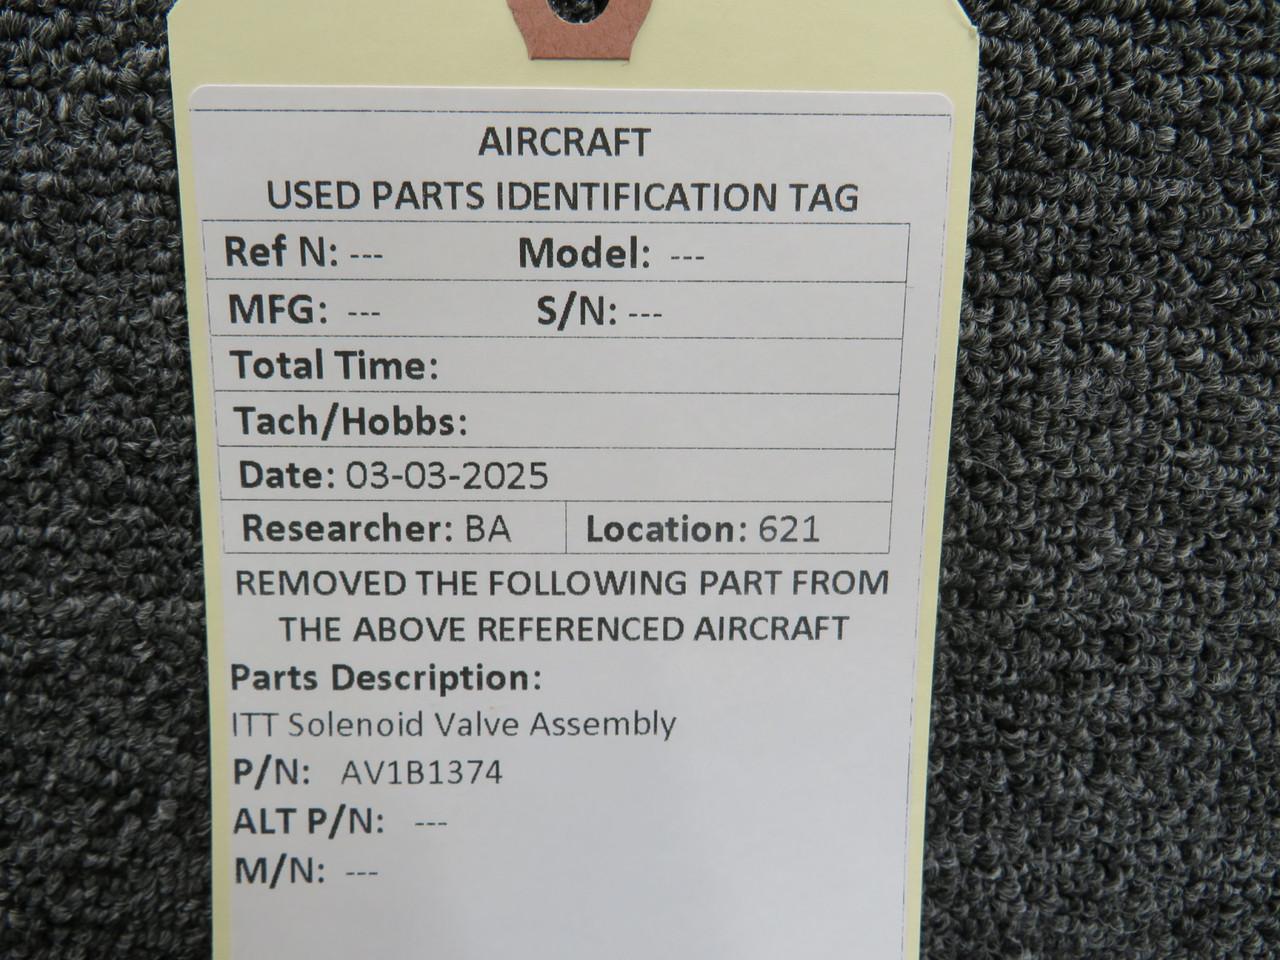 AIRCRAFT
USED PARTS IDENTIFICATION TAG
Ref N: --- Model: ---
MFG: --- S/N: ---
Total Time:
Tach/Hobbs:
Date: 03-03-2025
Researcher: BA Location: 621
REMOVED THE FOLLOWING PART FROM
THE ABOVE REFERENCED AIRCRAFT
Parts Description:
ITT Solenoid Valve Assembly
P/N: AV1B1374
ALT P/N: ---
M/N: ---